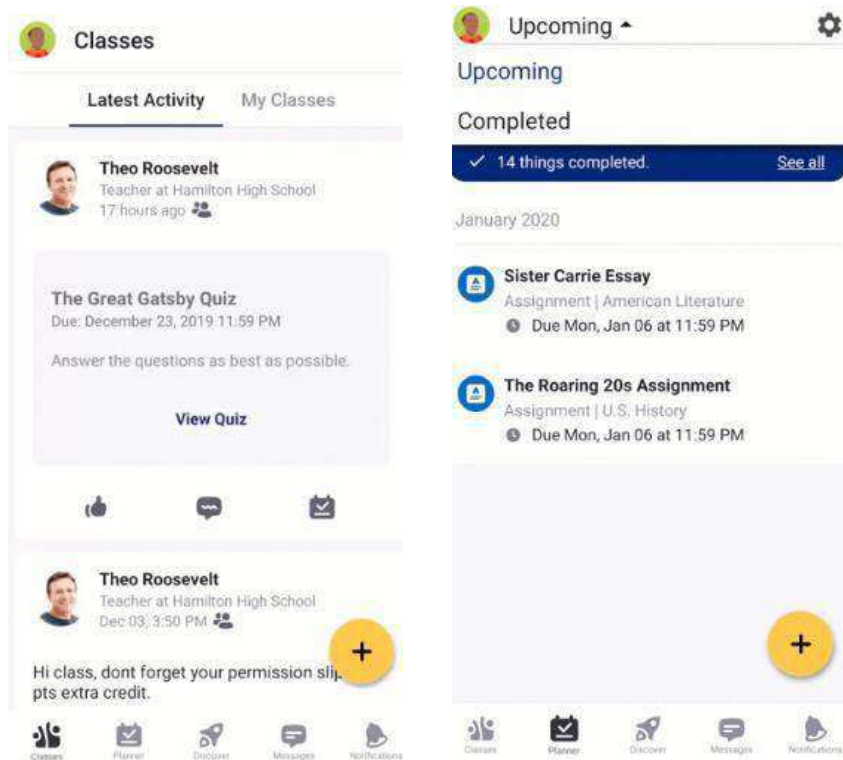 Classes
Latest Activity My Classes
Theo Roosevelt
Teacher at Hamilton High School
17 hours ago
The Great Gatsby Quiz
Due: December 23, 2019 11:59 PM
Answer the questions as best as possible.
View Quiz
Theo Roosevelt
Teacher at Hamilton High School
Dec 03, 3:50 PM
Hi class, dont forget your permission slip
pts extra credit.
Classes Planner Discover Messages Notifications
Upcoming
Upcoming
Completed
14 things completed. See all
January 2020
Sister Carrie Essay
Assignment | American Literature
Due Mon, Jan 06 at 11:59 PM
The Roaring 20s Assignment
Assignment | U.S. History
Due Mon, Jan 06 at 11:59 PM
Classes Planner Discover Messages Notifications